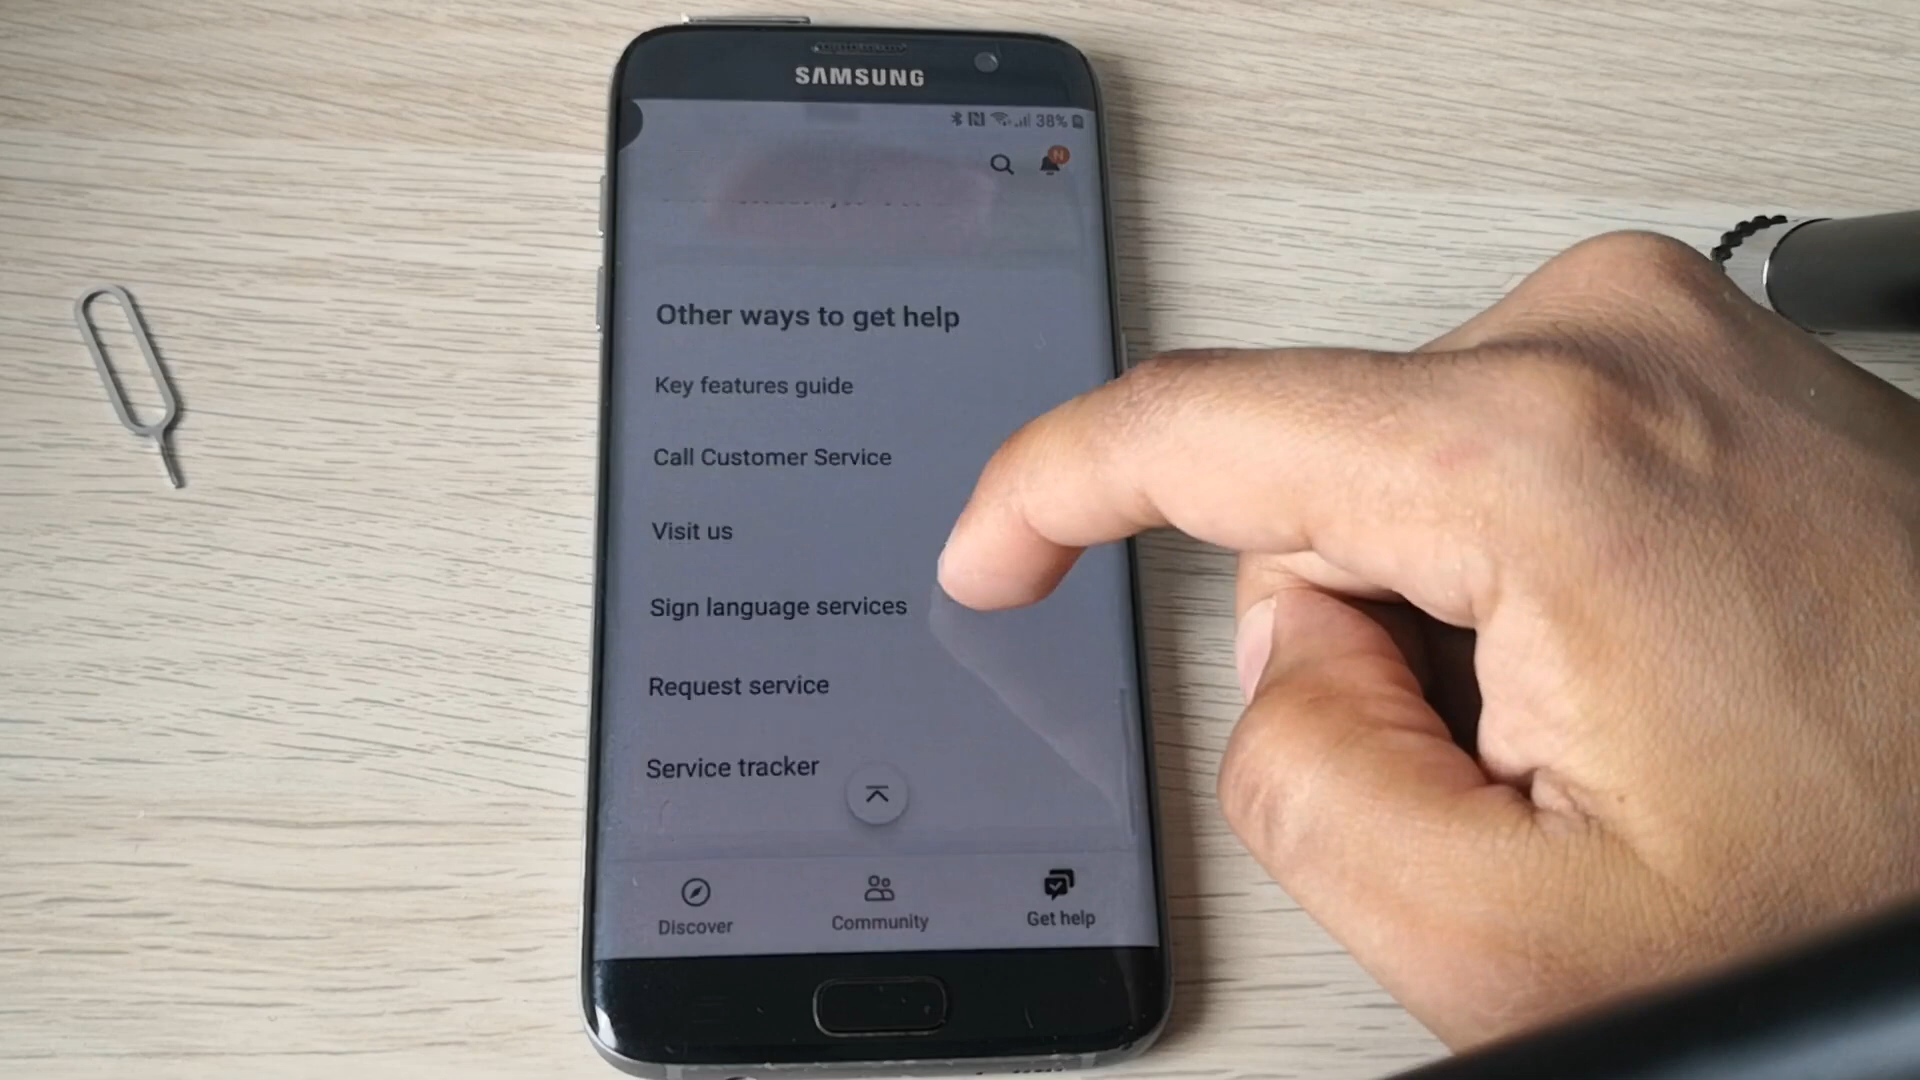 SAMSUNG
38%
N
Other ways to get help
Key features guide
Call Customer Service
Visit us
Sign language services
Request service
Service tracker
Discover
Community
Get help